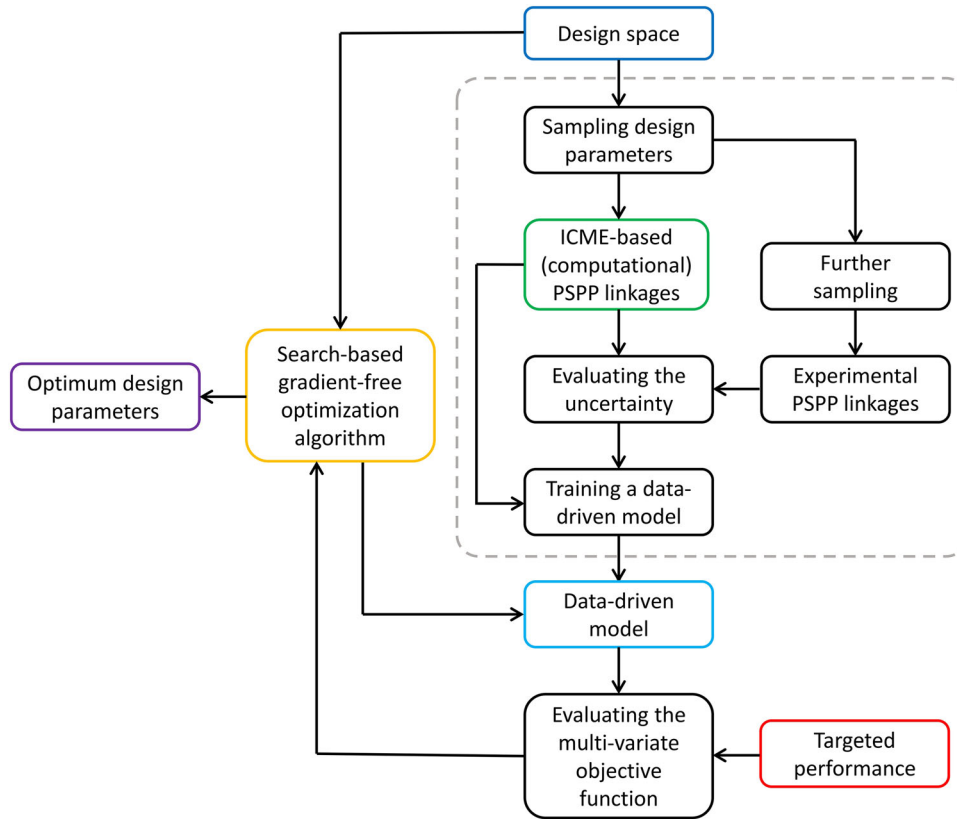 Design space
Sampling design
parameters
ICME-based
(computational)
PSPP linkages
Further
sampling
Search-based
gradient-free
optimization
algorithm
Optimum design
parameters
Evaluating the
uncertainty
Experimental
PSPP linkages
Training a data-
driven model
Data-driven
model
Evaluating the
multi-variate
objective
function
Targeted
performance